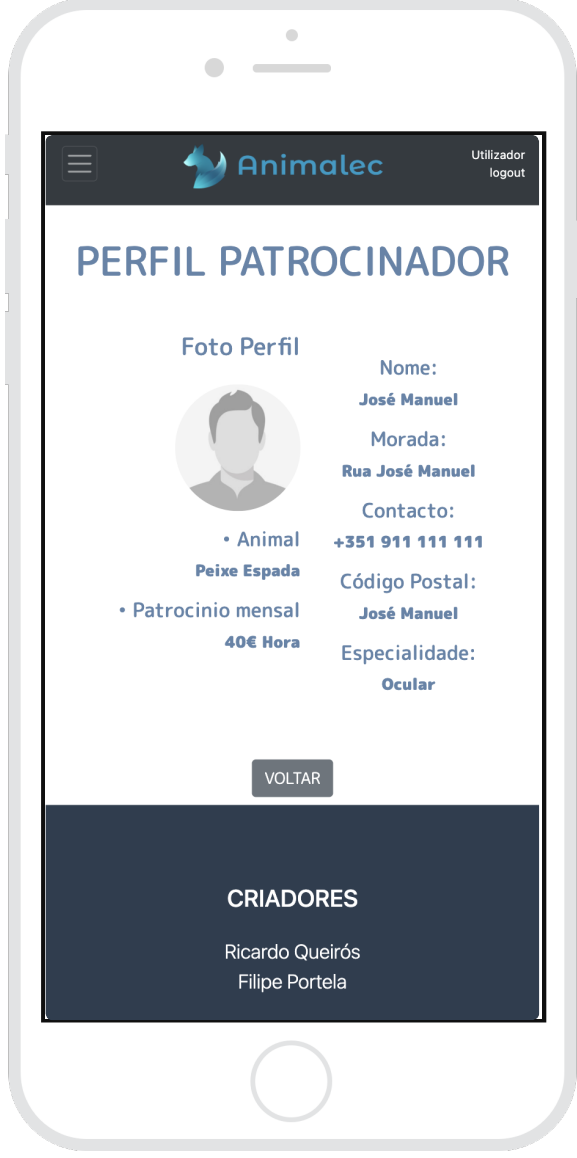 Animalec
Utilizador
logout
PERFIL PATROCINADOR
Foto Perfil
• Animal
Peixe Espada
• Patrocinio mensal
40€ Hora
Nome:
José Manuel
Morada:
Rua José Manuel
Contacto:
+351 911 111 111
Código Postal:
José Manuel
Especialidade:
Ocular
VOLTAR
CRIADORES
Ricardo Queirós
Filipe Portela